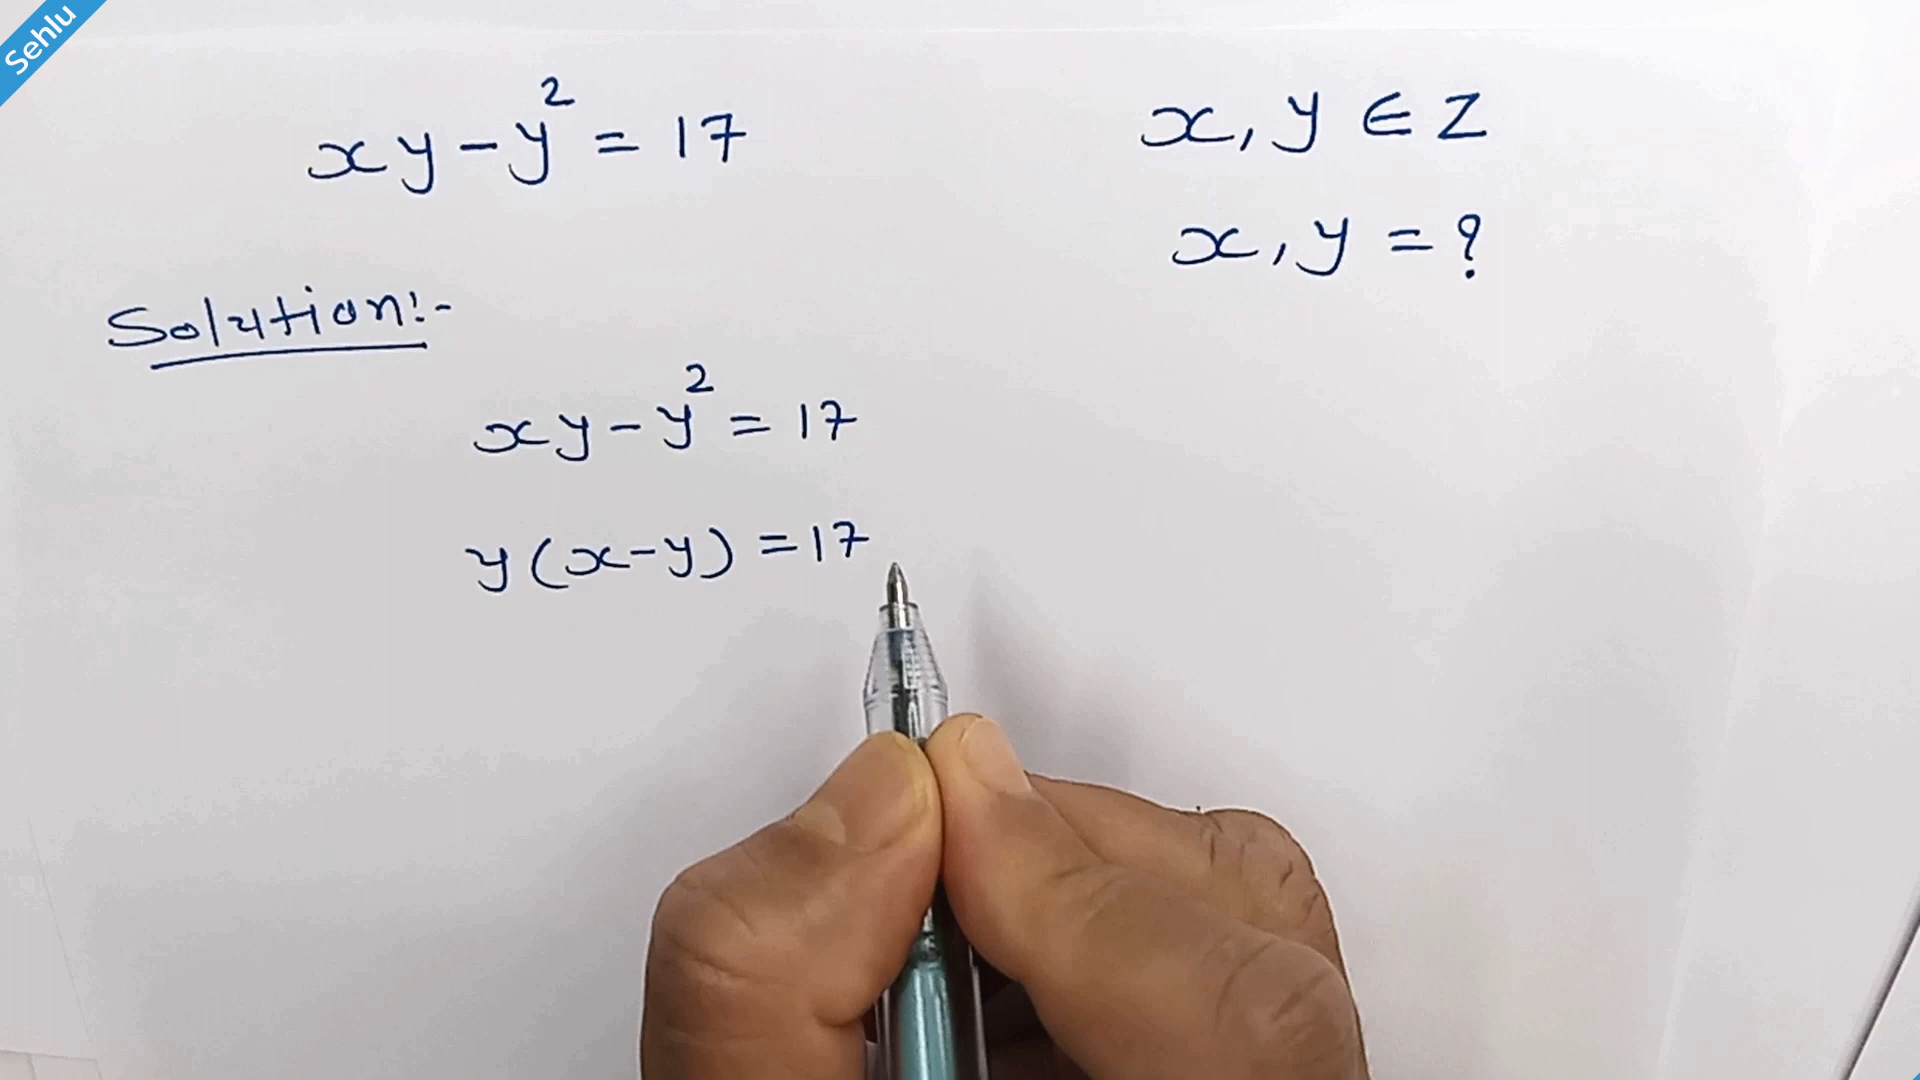 Sehlu
xy-y²=17
x,y∈Z
x,y=?
Solution:-
xy-y²=17
y(x-y)=17